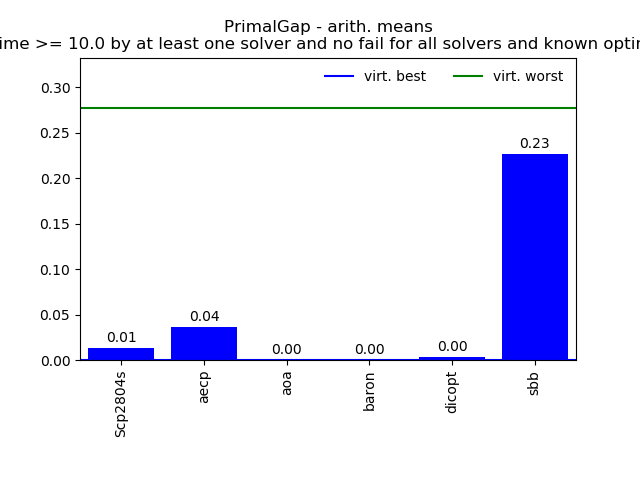 PrimalGap - arith. means
ime >= 10.0 by at least one solver and no fail for all solvers and known optim
0.30
0.25
0.20
0.15
0.10
0.05
0.00
virt. best
virt. worst
0.01
0.04
0.00
0.00
0.00
0.23
Scp2804s
aecp
aoa
baron
dicopt
sbb